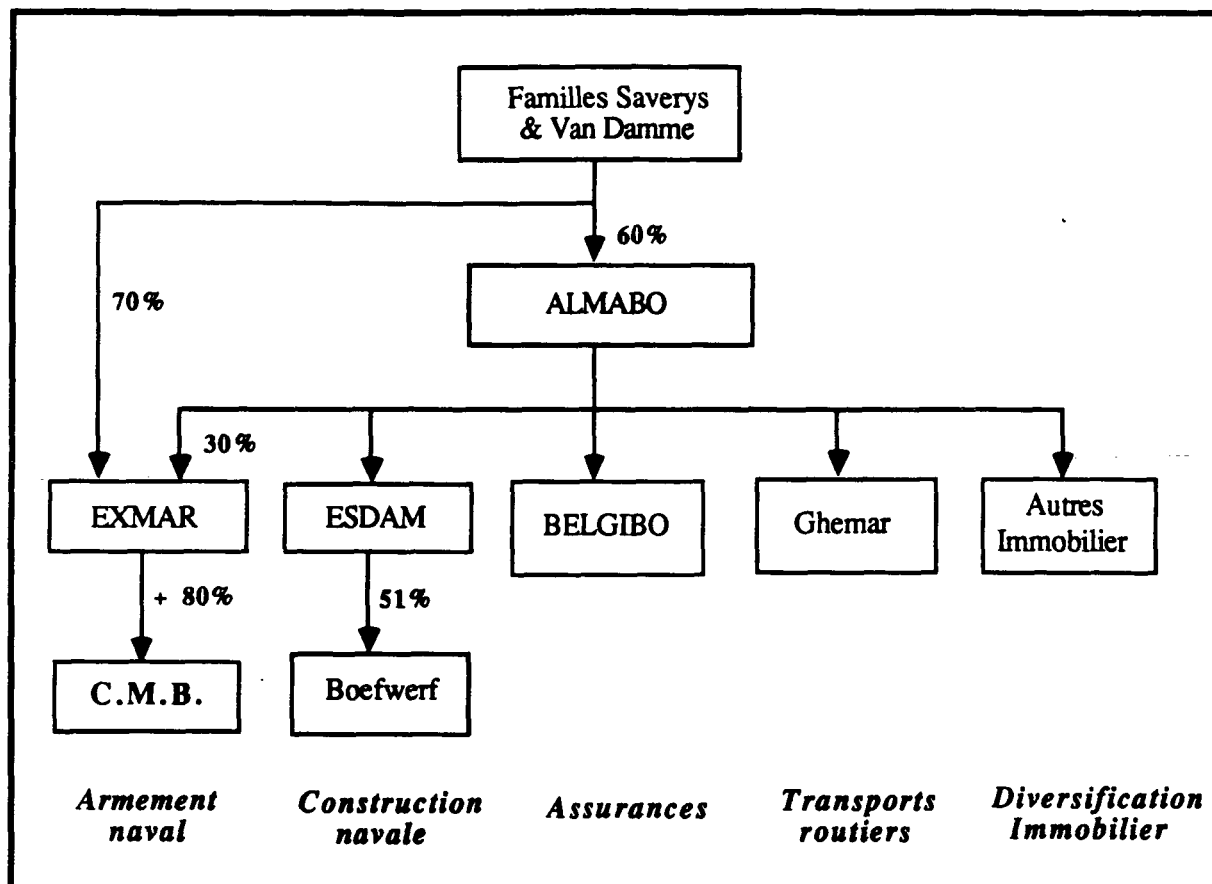 Familles Saverys
& Van Damme
60%
70%
ALMABO
30%
EXMAR
ESDAM
BELGIBO
Ghemar
Autres
Immobilier
+ 80%
51%
C.M.B.
Boefwerf
Armement
naval
Construction
navale
Assurances
Transports
routiers
Diversification
Immobilier